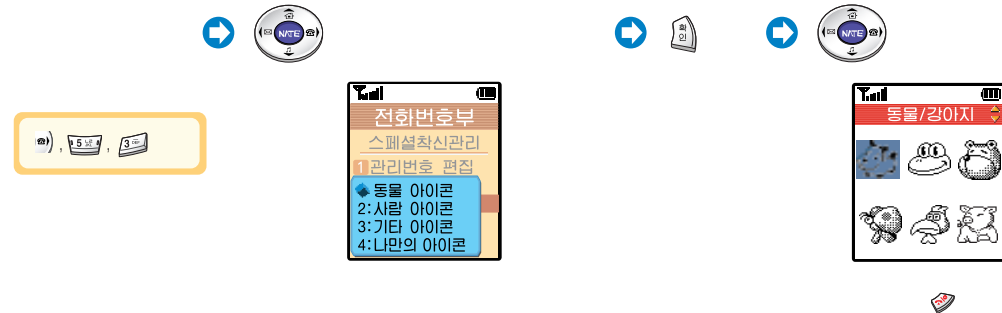 NATE
확인
NATE
5
3
전화번호부
스페셜착신관리
1 관리번호 편집
동물 아이콘
2:사람 아이콘
3:기타 아이콘
4:나만의 아이콘
동물/강아지